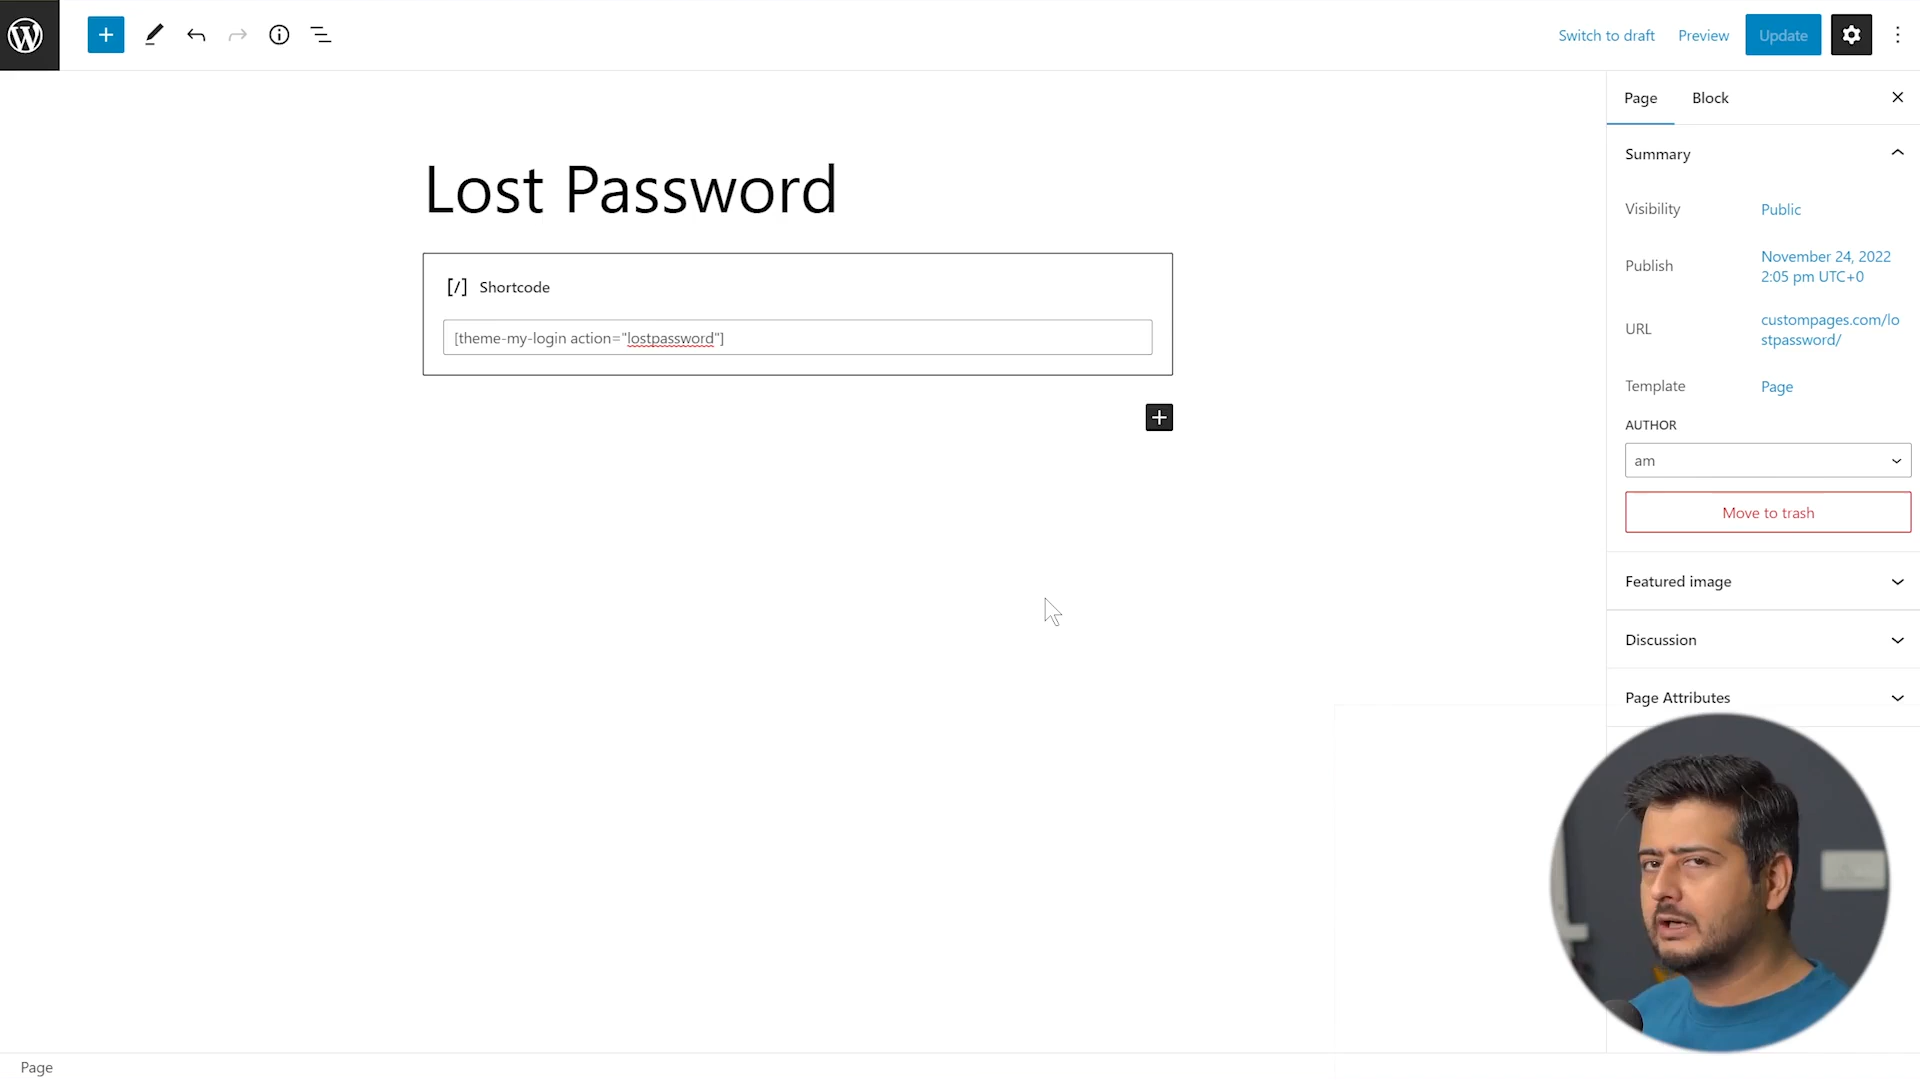 Switch to draft
Preview
Update
Page
Block
Lost Password
[/] Shortcode
[theme-my-login action="lostpassword"]
Summary
Visibility
Public
Publish
November 24, 2022
2:05 pm UTC+0
URL
custompages.com/lo
stpassword/
Template
Page
AUTHOR
am
Move to trash
Featured image
Discussion
Page Attributes
Page